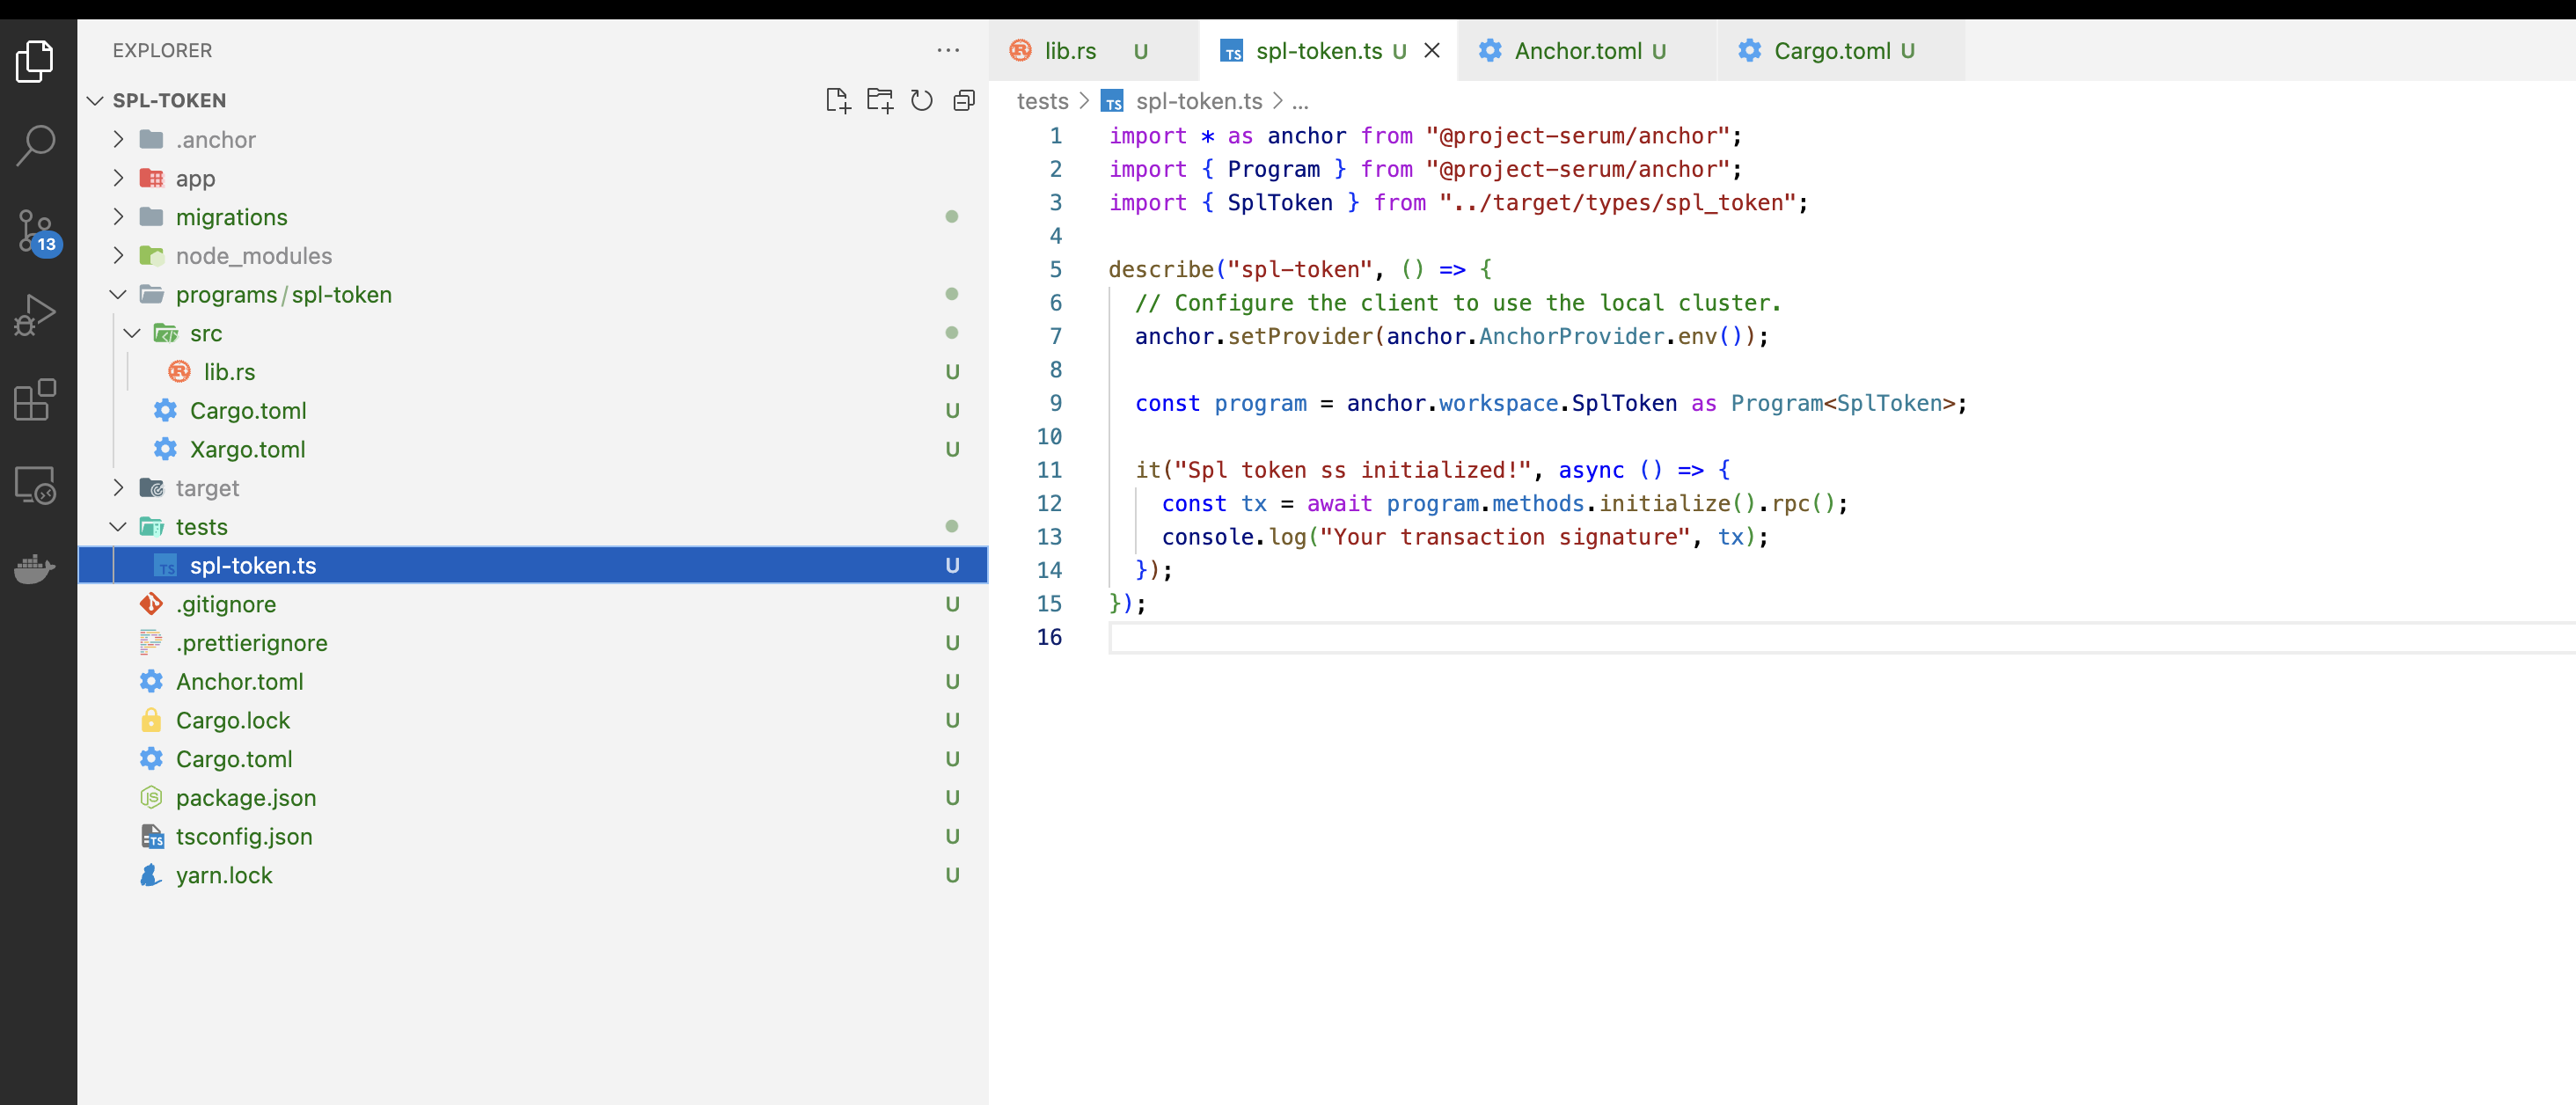 EXPLORER
SPL-TOKEN
.anchor
app
migrations
node_modules
programs/spl-token
src
lib.rs U
Cargo.toml U
Xargo.toml U
target
tests
TS spl-token.ts U
.gitignore U
.prettierignore U
Anchor.toml U
Cargo.lock U
Cargo.toml U
JS package.json U
TS tsconfig.json U
yarn.lock U
13
R lib.rs U
TS spl-token.ts U
Anchor.toml U
Cargo.toml U
tests > TS spl-token.ts > ...
1 import * as anchor from "@project-serum/anchor";
2 import { Program } from "@project-serum/anchor";
3 import { SplToken } from "../target/types/spl_token";
4
5 describe("spl-token", () => {
6 // Configure the client to use the local cluster.
7 anchor.setProvider(anchor.AnchorProvider.env());
8
9 const program = anchor.workspace.SplToken as Program<SplToken>;
10
11 it("Spl token ss initialized!", async () => {
12 const tx = await program.methods.initialize().rpc();
13 console.log("Your transaction signature", tx);
14 });
15 });
16